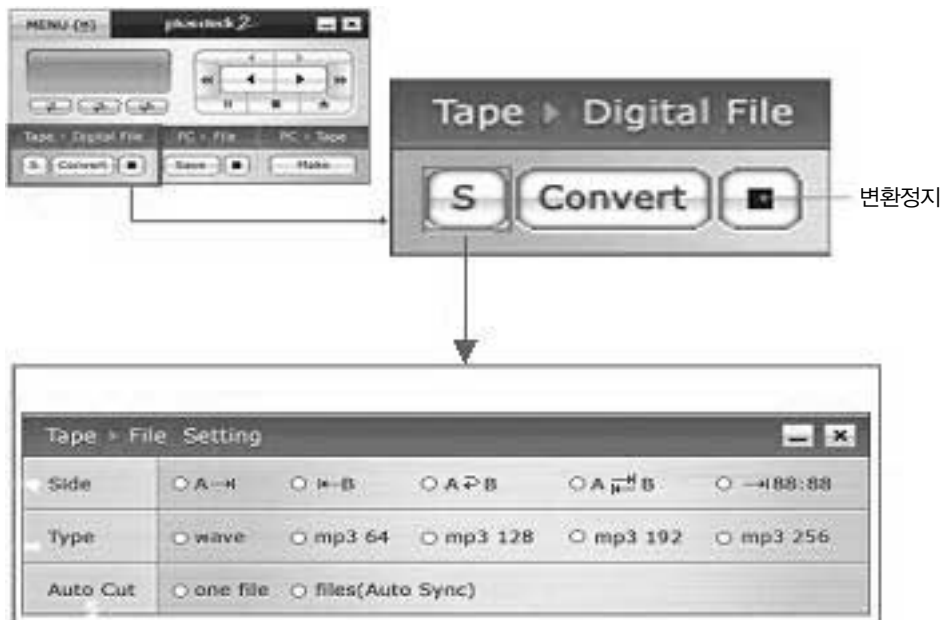 MENU (M) plusdeck 2
Tape ▸ Digital File PC ▸ File PC ▸ Tape
S Convert Save Make
Tape ▸ Digital File
S Convert
변환정지
Tape ▸ File Setting
Side A B A B A B 88:88
Type wave mp3 64 mp3 128 mp3 192 mp3 256
Auto Cut one file files(Auto Sync)